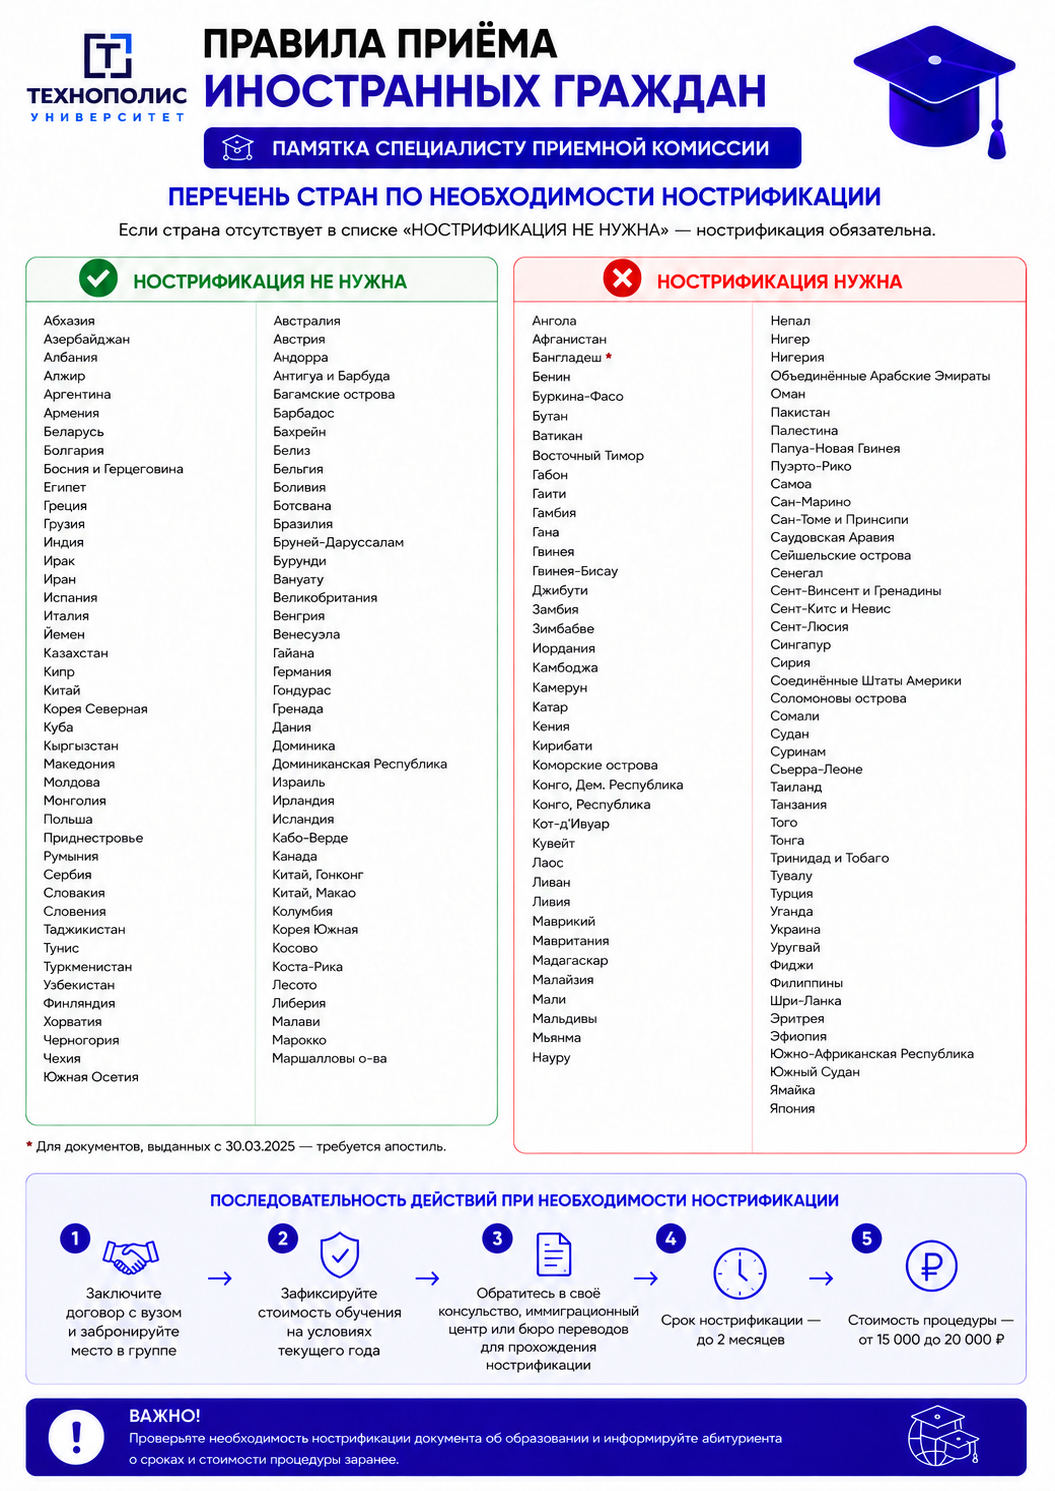 ТЕХНОПОЛИС
УНИВЕРСИТЕТ
ПРАВИЛА ПРИЁМА
ИНОСТРАННЫХ ГРАЖДАН
ПАМЯТКА СПЕЦИАЛИСТУ ПРИЕМНОЙ КОМИССИИ
ПЕРЕЧЕНЬ СТРАН ПО НЕОБХОДИМОСТИ НОСТРИФИКАЦИИ
Если страна отсутствует в списке «НОСТРИФИКАЦИЯ НЕ НУЖНА» — нострификация обязательна.
НОСТРИФИКАЦИЯ НЕ НУЖНА
Абхазия
Азербайджан
Албания
Алжир
Аргентина
Армения
Беларусь
Болгария
Босния и Герцеговина
Египет
Греция
Грузия
Индия
Ирак
Иран
Испания
Италия
Йемен
Казахстан
Кипр
Китай
Корея Северная
Куба
Кыргызстан
Македония
Молдова
Монголия
Польша
Приднестровье
Румыния
Сербия
Словакия
Словения
Таджикистан
Тунис
Туркменистан
Узбекистан
Финляндия
Хорватия
Черногория
Чехия
Южная Осетия
Австралия
Австрия
Андорра
Антигуа и Барбуда
Багамские острова
Барбадос
Бахрейн
Белиз
Бельгия
Боливия
Ботсвана
Бразилия
Бруней-Даруссалам
Бурунди
Вануату
Великобритания
Венгрия
Венесуэла
Гайана
Германия
Гондурас
Гренада
Дания
Доминика
Доминиканская Республика
Израиль
Ирландия
Исландия
Кабо-Верде
Канада
Китай, Гонконг
Китай, Макао
Колумбия
Корея Южная
Косово
Коста-Рика
Лесото
Либерия
Малави
Марокко
Маршалловы о-ва
НОСТРИФИКАЦИЯ НУЖНА
Ангола
Афганистан
Бангладеш *
Бенин
Буркина-Фасо
Бутан
Ватикан
Восточный Тимор
Габон
Гаити
Гамбия
Гана
Гвинея
Гвинея-Бисау
Джибути
Замбия
Зимбабве
Иордания
Камбоджа
Камерун
Катар
Кения
Кирибати
Коморские острова
Конго, Дем. Республика
Конго, Республика
Кот-д'Ивуар
Кувейт
Лаос
Ливан
Ливия
Маврикий
Мавритания
Мадагаскар
Малайзия
Мали
Мальдивы
Мьянма
Науру
Непал
Нигер
Нигерия
Объединённые Арабские Эмираты
Оман
Пакистан
Палестина
Папуа-Новая Гвинея
Пуэрто-Рико
Самоа
Сан-Марино
Сан-Томе и Принсипи
Саудовская Аравия
Сейшельские острова
Сенегал
Сент-Винсент и Гренадины
Сент-Китс и Невис
Сент-Люсия
Сингапур
Сирия
Соединённые Штаты Америки
Соломоновы острова
Сомали
Судан
Суринам
Сьерра-Леоне
Таиланд
Танзания
Того
Тонга
Тринидад и Тобаго
Тувалу
Турция
Уганда
Украина
Уругвай
Фиджи
Филиппины
Шри-Ланка
Эритрея
Эфиопия
Южно-Африканская Республика
Южный Судан
Ямайка
Япония
* Для документов, выданных с 30.03.2025 — требуется апостиль.
ПОСЛЕДОВАТЕЛЬНОСТЬ ДЕЙСТВИЙ ПРИ НЕОБХОДИМОСТИ НОСТРИФИКАЦИИ
1
Заключите
договор с вузом
и забронируйте
место в группе
2
Зафиксируйте
стоимость обучения
на условиях
текущего года
3
Обратитесь в своё
консульство, иммиграционный
центр или бюро переводов
для прохождения
нострификации
4
Срок нострификации —
до 2 месяцев
5
Стоимость процедуры —
от 15 000 до 20 000 ₽
ВАЖНО!
Проверьяте необходимость нострификации документа об образовании и информируйте абитуриента
о сроках и стоимости процедуры заранее.